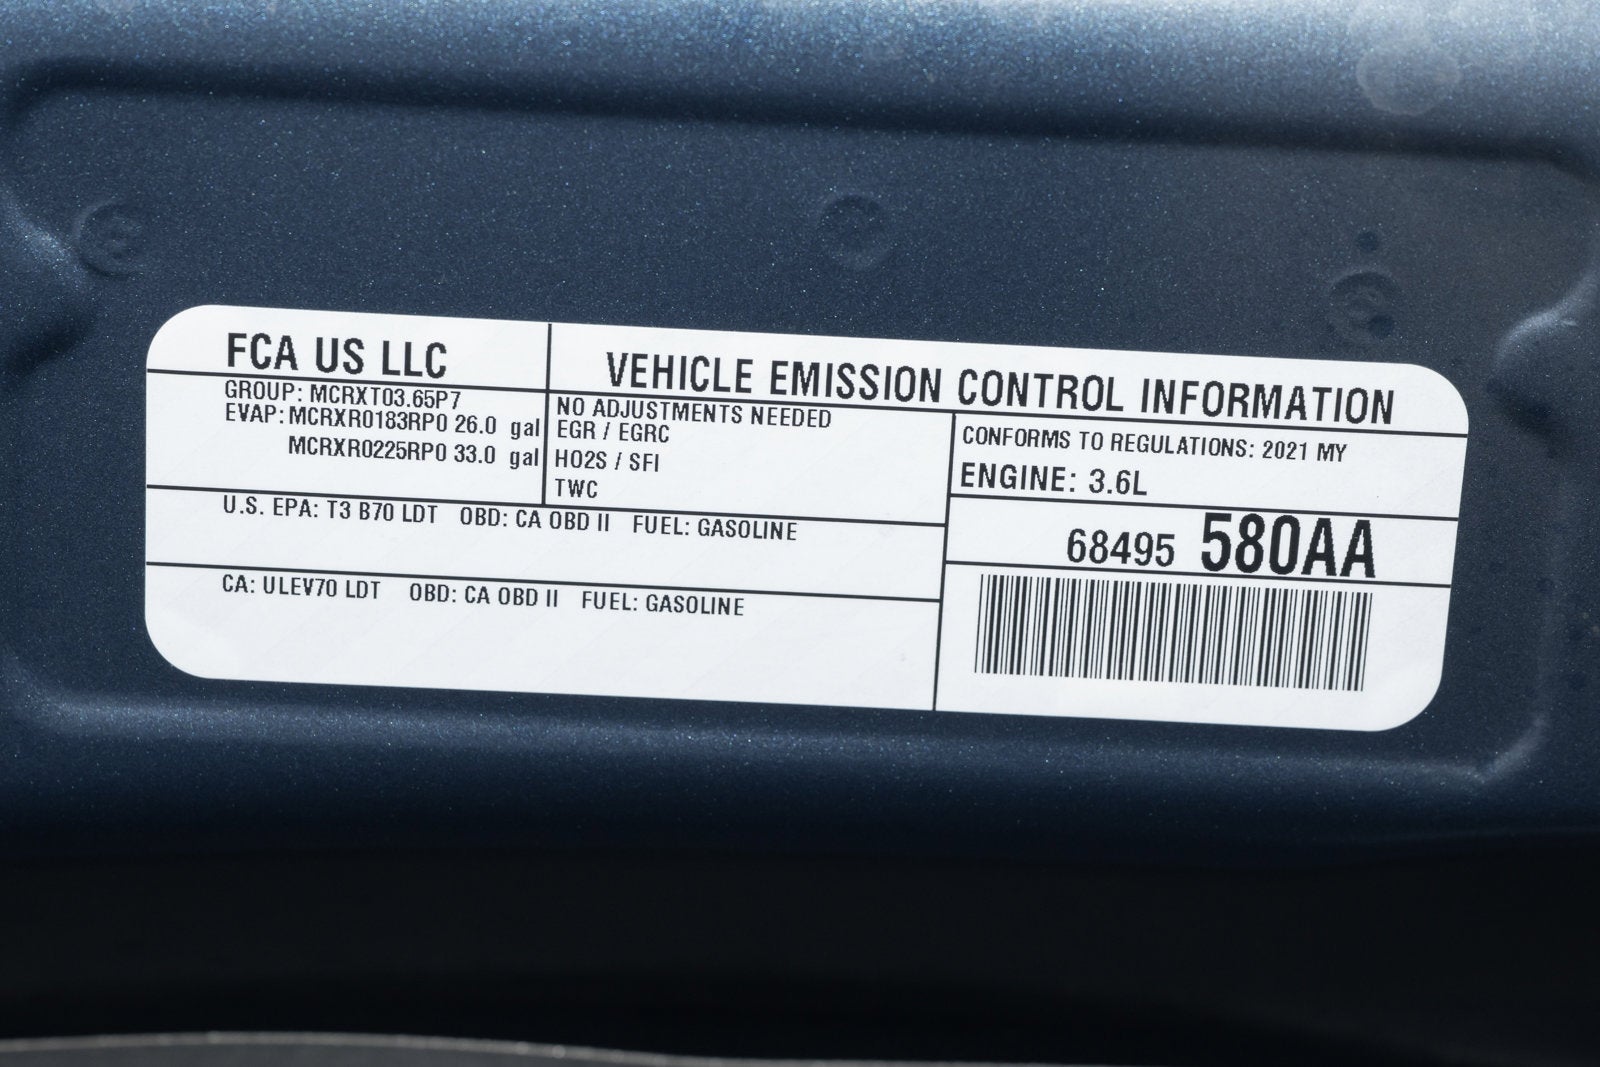 FCA US LLC
VEHICLE EMISSION CONTROL INFORMATION
GROUP: MCRXT03.65P7
EVAP: MCRXR0183RP0 26.0 gal
MCRXR0225RP0 33.0 gal
NO ADJUSTMENTS NEEDED
EGR / EGRC
HO2S / SFI
TWC
CONFORMS TO REGULATIONS: 2021 MY
ENGINE: 3.6L
U.S. EPA: T3 B70 LDT OBD: CA OBD II FUEL: GASOLINE
68495 580AA
CA: ULEV70 LDT OBD: CA OBD II FUEL: GASOLINE